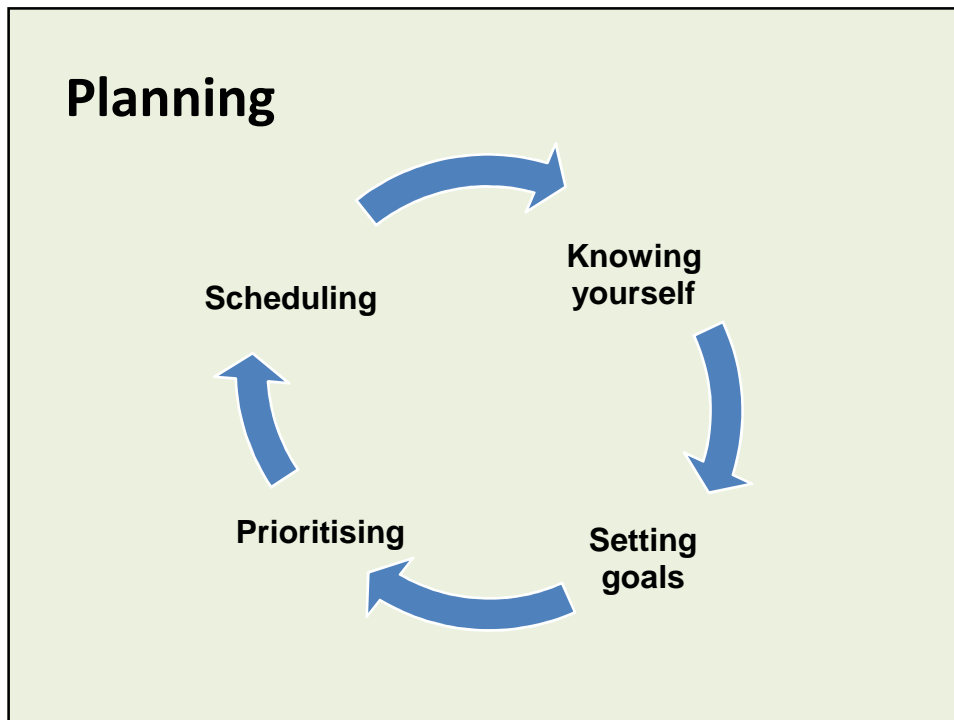 Planning
Knowing
yourself
Scheduling
Prioritising
Setting
goals